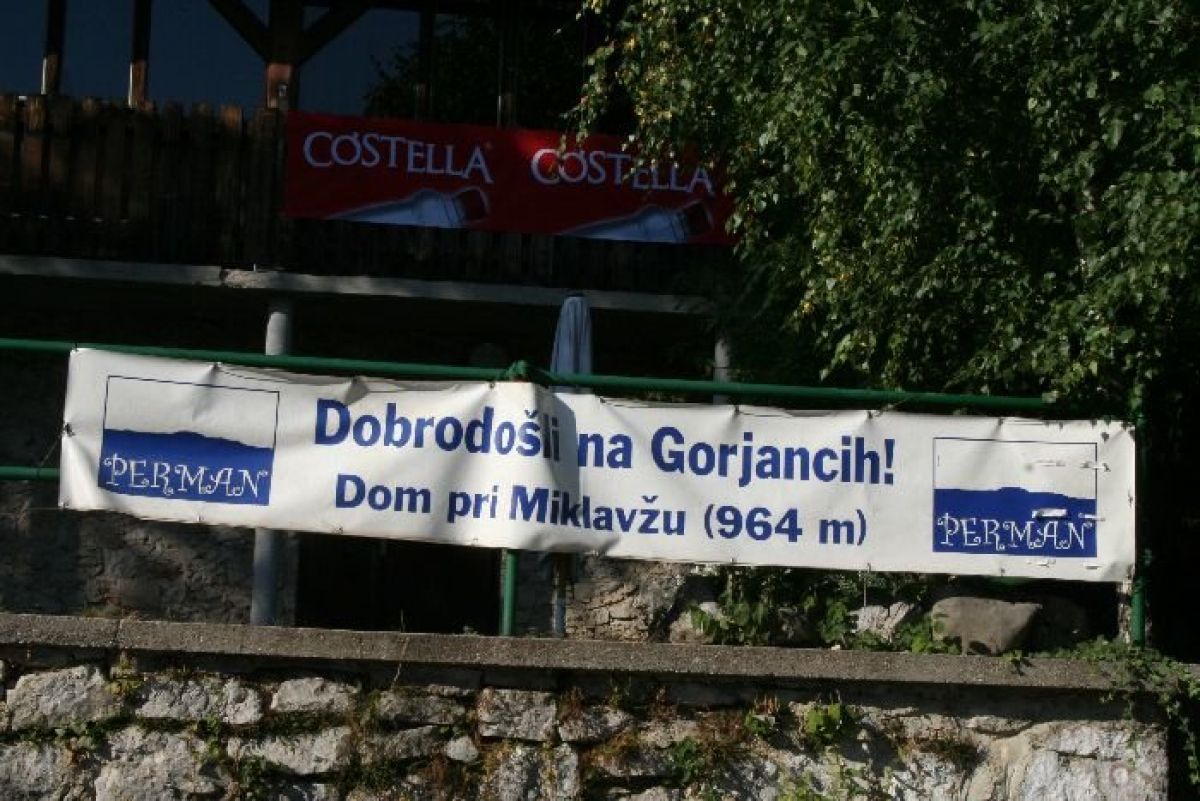 COSTELLA® COSTELLA
Dobrodošli na Gorjancih!
Dom pri Miklavžu (964 m)
PERMAN
PERMAN